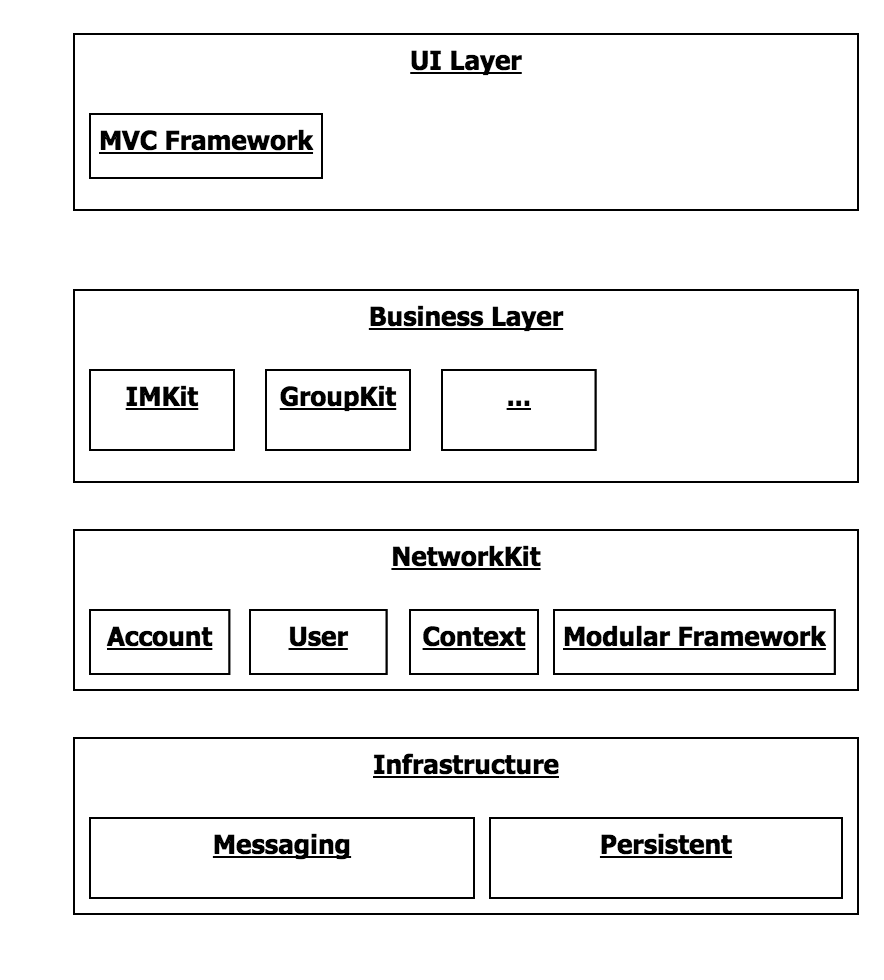 UI Layer
MVC Framework
Business Layer
IMKit GroupKit ...
NetworkKit
Account User Context Modular Framework
Infrastructure
Messaging Persistent